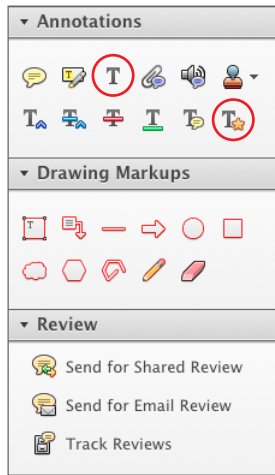 Annotations
Drawing Markups
Review
Send for Shared Review
Send for Email Review
Track Reviews